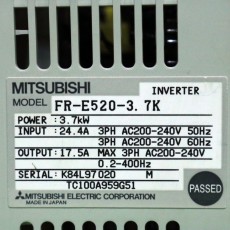 MITSUBISHI INVERTER
MODEL FR-E520-3.7K
POWER : 3.7kW
INPUT : 24.4A 3PH AC200-240V 50Hz
3PH AC200-240V 60Hz
OUTPUT: 17.5A MAX 3PH AC200-240V
0.2-400Hz
SERIAL: K84L97020 M
TC100A959G51
PASSED
MITSUBISHI ELECTRIC CORPORATION
MADE IN JAPAN